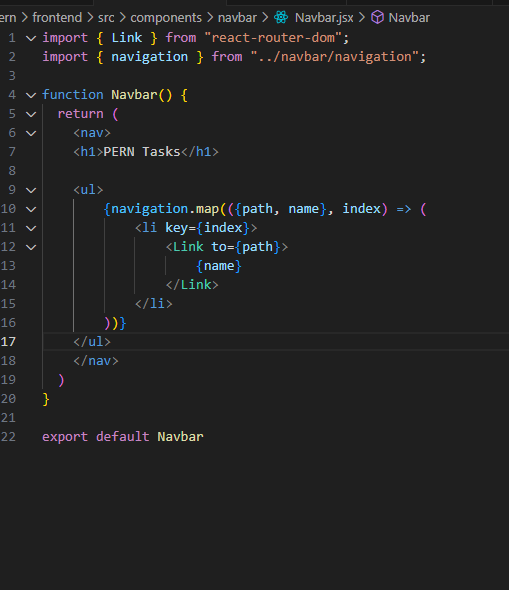 ern > frontend > src > components > navbar > Navbar.jsx > Navbar
1 import { Link } from "react-router-dom";
2 import { navigation } from "../navbar/navigation";
3
4 function Navbar() {
5 return (
6 <nav>
7 <h1>PERN Tasks</h1>
8
9 <ul>
10 {navigation.map(({path, name}, index) => (
11 <li key={index}>
12 <Link to={path}>
13 {name}
14 </Link>
15 </li>
16 ))}
17 </ul>
18 </nav>
19 )
20 }
21
22 export default Navbar